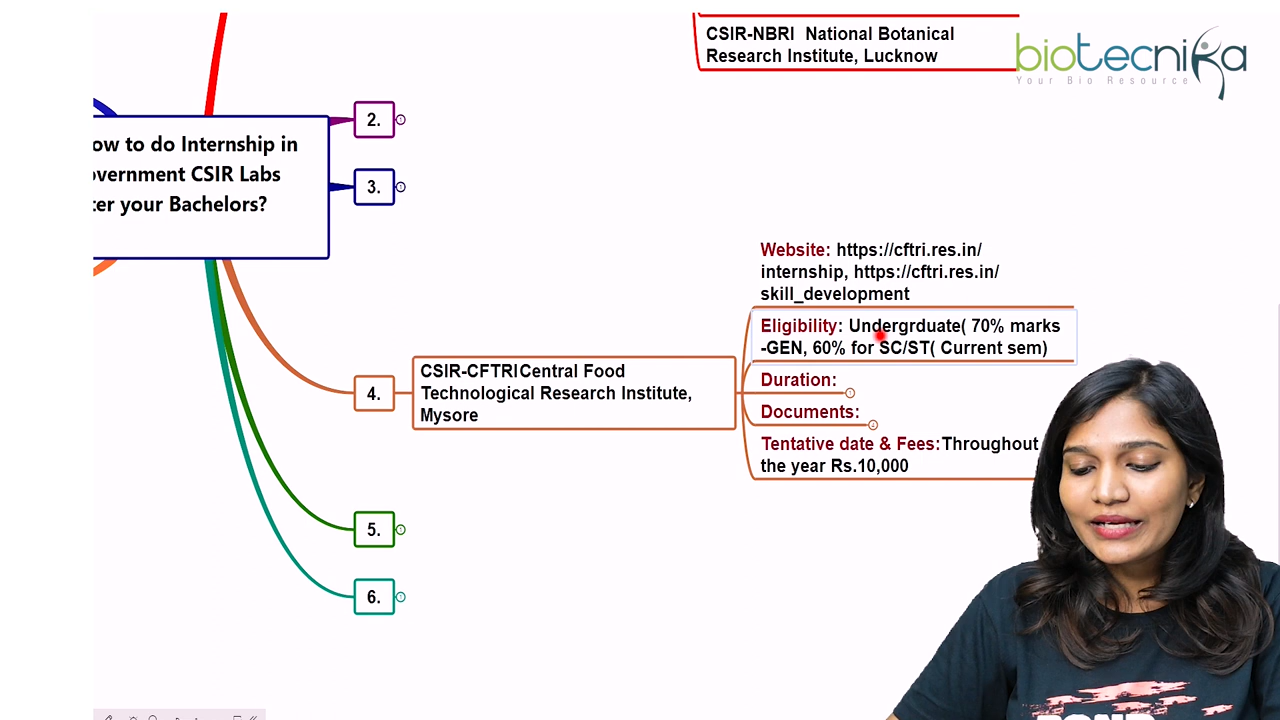 CSIR-NBRI National Botanical
Research Institute, Lucknow
biotecnika
Your Bio Resource
2.
ow to do Internship in
overnment CSIR Labs
ter your Bachelors?
3.
Website: https://cftri.res.in/
internship, https://cftri.res.in/
skill_development
Eligibility: Undergrduate( 70% marks
-GEN, 60% for SC/ST( Current sem)
4.
CSIR-CFTRICentral Food
Technological Research Institute,
Mysore
Duration:
Documents:
Tentative date & Fees:Throughout
the year Rs.10,000
5.
6.